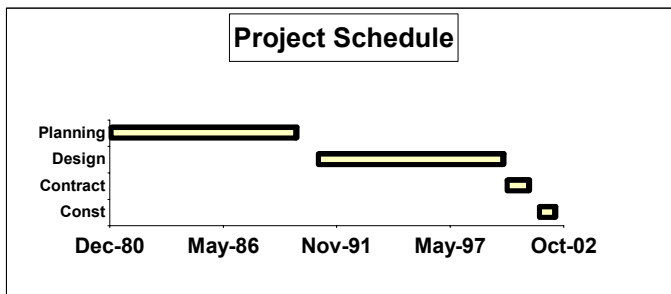 Project Schedule
Planning
Design
Contract
Const
Dec-80 May-86 Nov-91 May-97 Oct-02